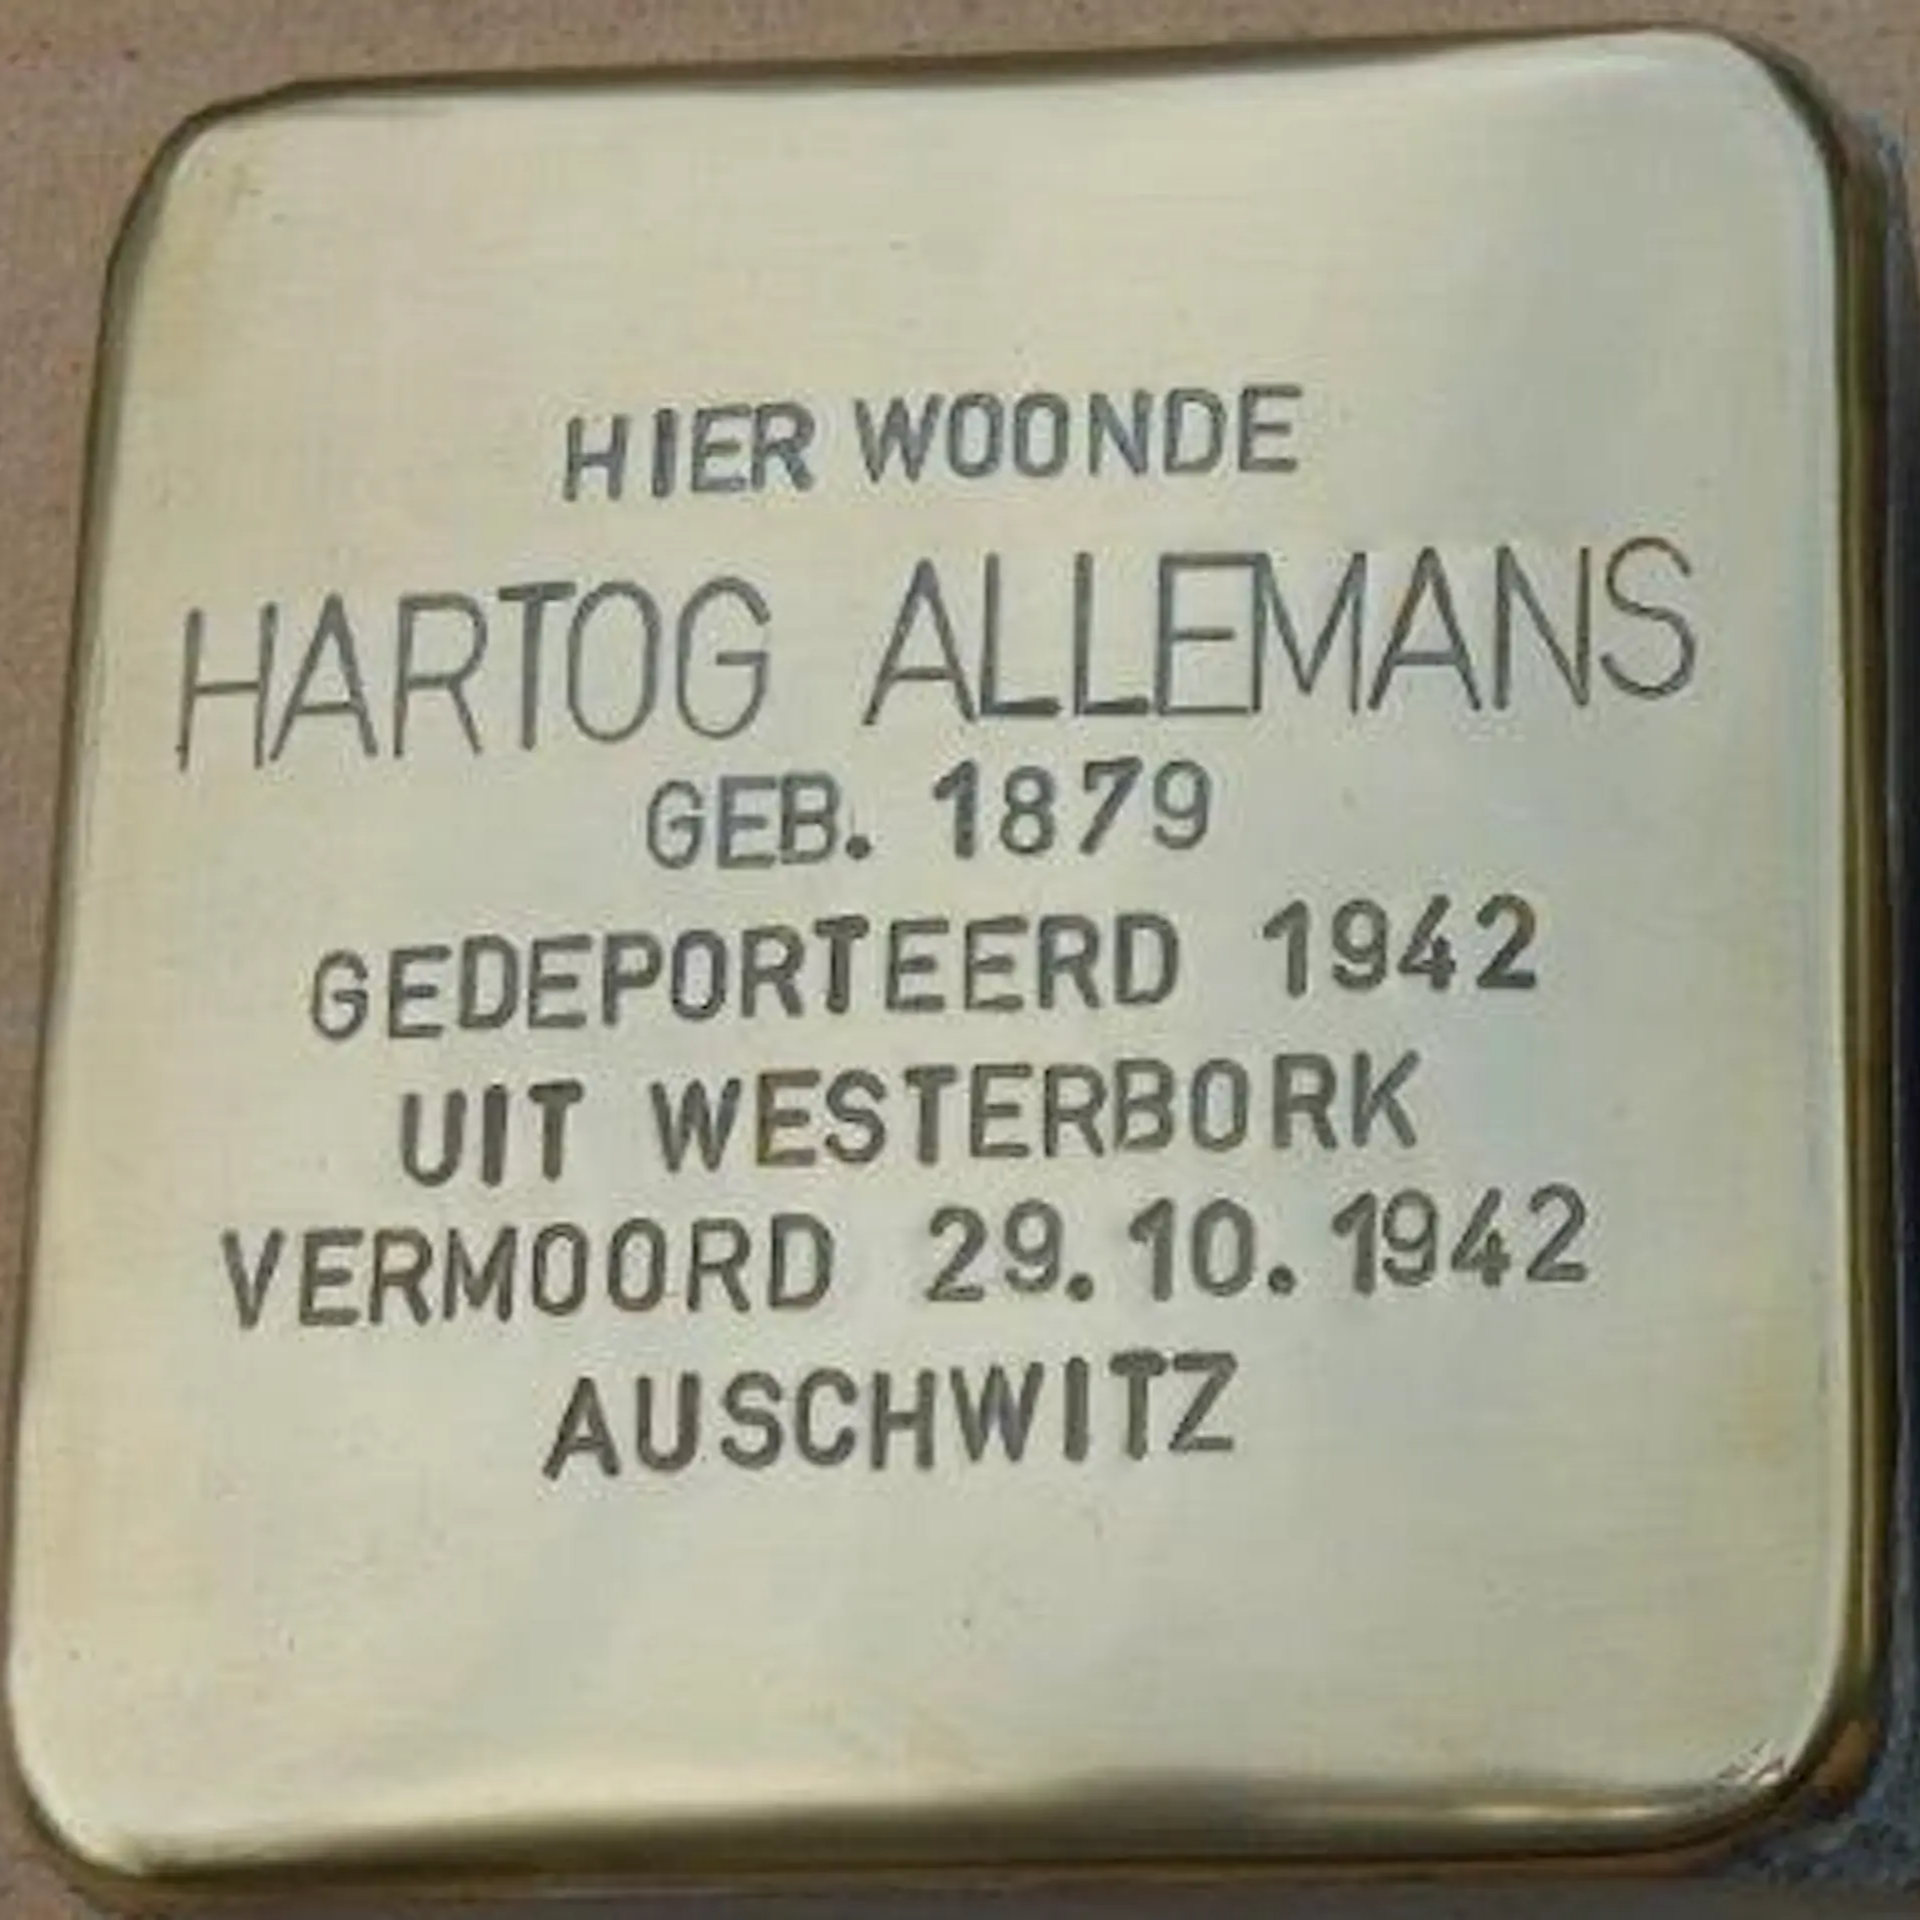 HIER WOONDE
HARTOG ALLEMANS
GEB. 1879
GEDEPORTEERD 1942
UIT WESTERBORK
VERMOORD 29.10.1942
AUSCHWITZ